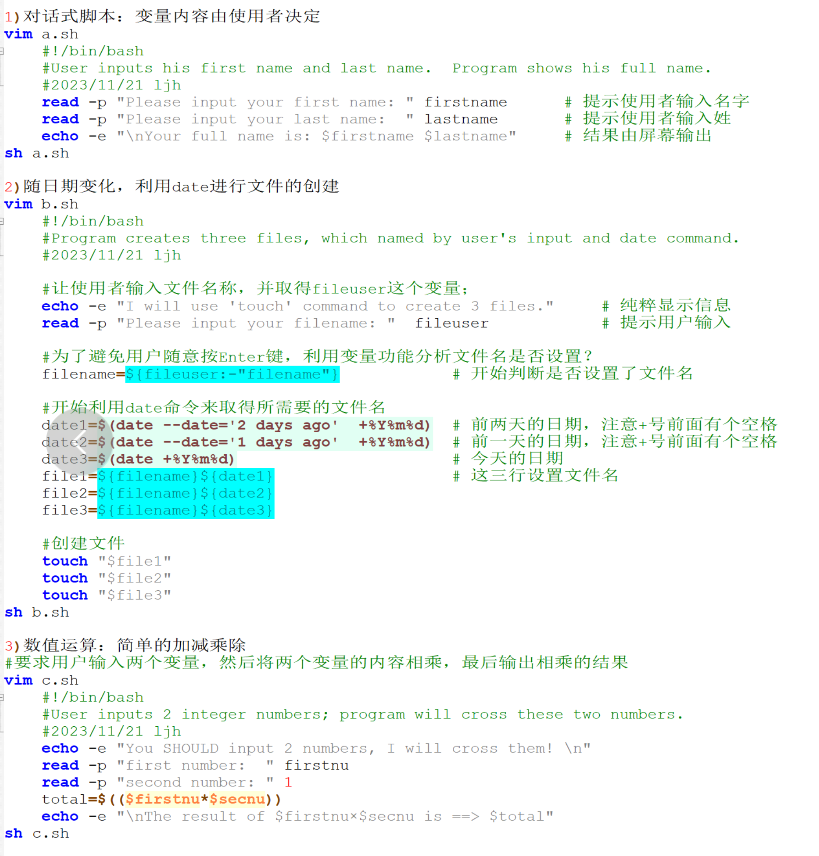 1)对话式脚本：变量内容由使用者决定
vim a.sh
#!/bin/bash
#User inputs his first name and last name.  Program shows his full name.
#2023/11/21 ljh
read -p "Please input your first name: " firstname      # 提示使用者输入名字
read -p "Please input your last name:  " lastname       # 提示使用者输入姓
echo -e "\nYour full name is: $firstname $lastname"     # 结果由屏幕输出
sh a.sh
2)随日期变化，利用date进行文件的创建
vim b.sh
#!/bin/bash
#Program creates three files, which named by user's input and date command.
#2023/11/21 ljh
#让使用者输入文件名称，并取得fileuser这个变量；
echo -e "I will use 'touch' command to create 3 files."     # 纯粹显示信息
read -p "Please input your filename: "  fileuser            # 提示用户输入
#为了避免用户随意按Enter键，利用变量功能分析文件名是否设置？
filename=${fileuser:-"filename"}            # 开始判断是否设置了文件名
#开始利用date命令来取得所需要的文件名
date1=$(date --date='2 days ago'  +%Y%m%d)  # 前两天的日期，注意+号前面有个空格
date2=$(date --date='1 days ago'  +%Y%m%d)  # 前一天的日期，注意+号前面有个空格
date3=$(date +%Y%m%d)                       # 今天的日期
file1=${filename}${date1}                   # 这三行设置文件名
file2=${filename}${date2}
file3=${filename}${date3}
#创建文件
touch "$file1"
touch "$file2"
touch "$file3"
sh b.sh
3)数值运算：简单的加减乘除
#要求用户输入两个变量，然后将两个变量的内容相乘，最后输出相乘的结果
vim c.sh
#!/bin/bash
#User inputs 2 integer numbers; program will cross these two numbers.
#2023/11/21 ljh
echo -e "You SHOULD input 2 numbers, I will cross them! \n"
read -p "first number:  " firstnu
read -p "second number: " 1
total=$(($firstnu*$secnu))
echo -e "\nThe result of $firstnu×$secnu is ==> $total"
sh c.sh